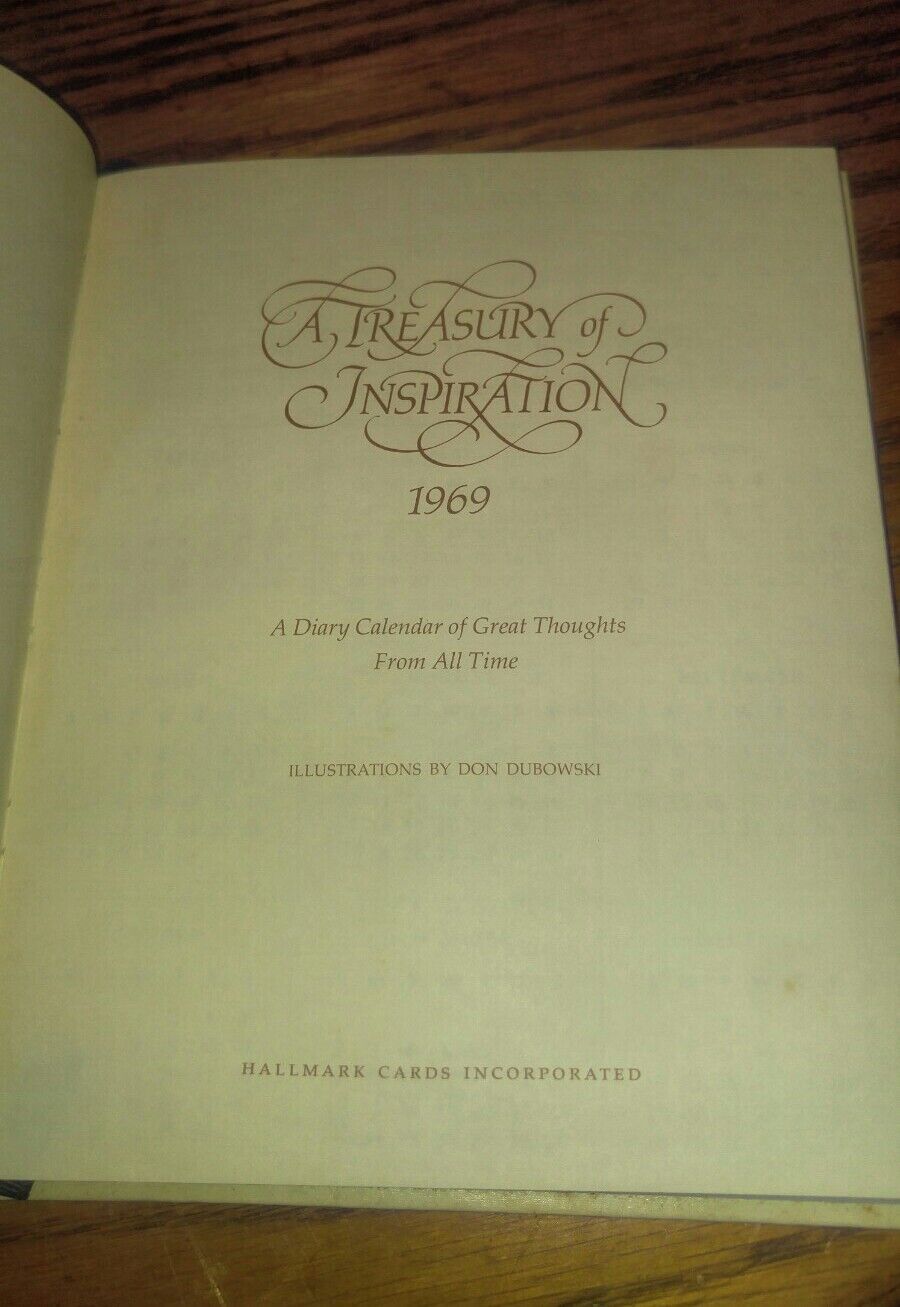 A TREASURY of
INSPIRATION
1969
A Diary Calendar of Great Thoughts
From All Time
ILLUSTRATIONS BY DON DUBOWSKI
HALLMARK CARDS INCORPORATED